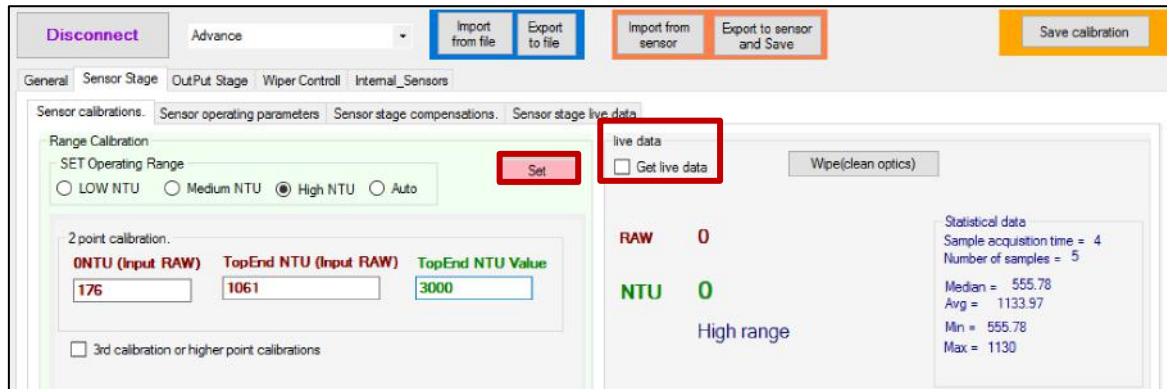 Disconnect
Advance
Import from file
Export to file
Import from sensor
Export to sensor and Save
Save calibration
General Sensor Stage OutPut Stage Wiper Controll Internal_Sensors
Sensor calibrations. Sensor operating parameters Sensor stage compensations. Sensor stage live data
Range Calibration
SET Operating Range
LOW NTU Medium NTU High NTU Auto
Set
2 point calibration.
0NTU (Input RAW) TopEnd NTU (Input RAW) TopEnd NTU Value
176 1061 3000
3rd calibration or higher point calibrations
live data
Get live data
Wipe(clean optics)
RAW 0
NTU 0
High range
Statistical data
Sample acquisition time = 4
Number of samples = 5
Median = 555.78
Avg = 1133.97
Min = 555.78
Max = 1130